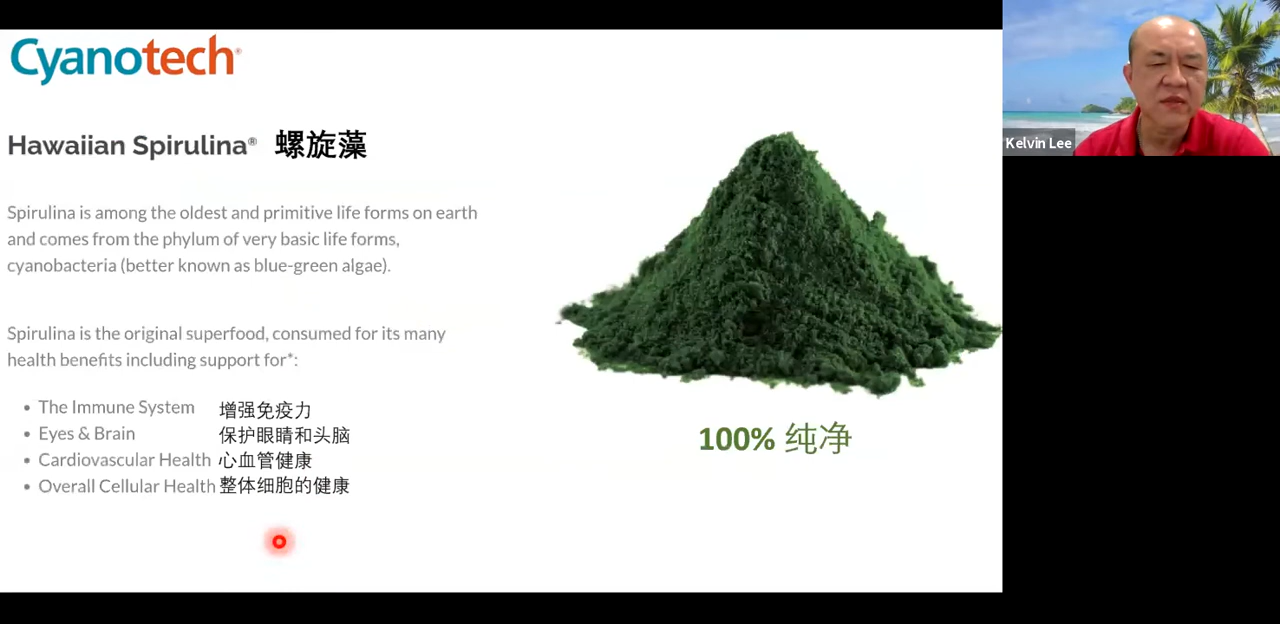 Cyanotech®
Hawaiian Spirulina® 螺旋藻
Spirulina is among the oldest and primitive life forms on earth
and comes from the phylum of very basic life forms,
cyanobacteria (better known as blue-green algae).
Spirulina is the original superfood, consumed for its many
health benefits including support for*:
• The Immune System 增强免疫力
• Eyes & Brain 保护眼睛和头脑
• Cardiovascular Health 心血管健康
• Overall Cellular Health 整体细胞的健康
100% 纯净
Kelvin Lee